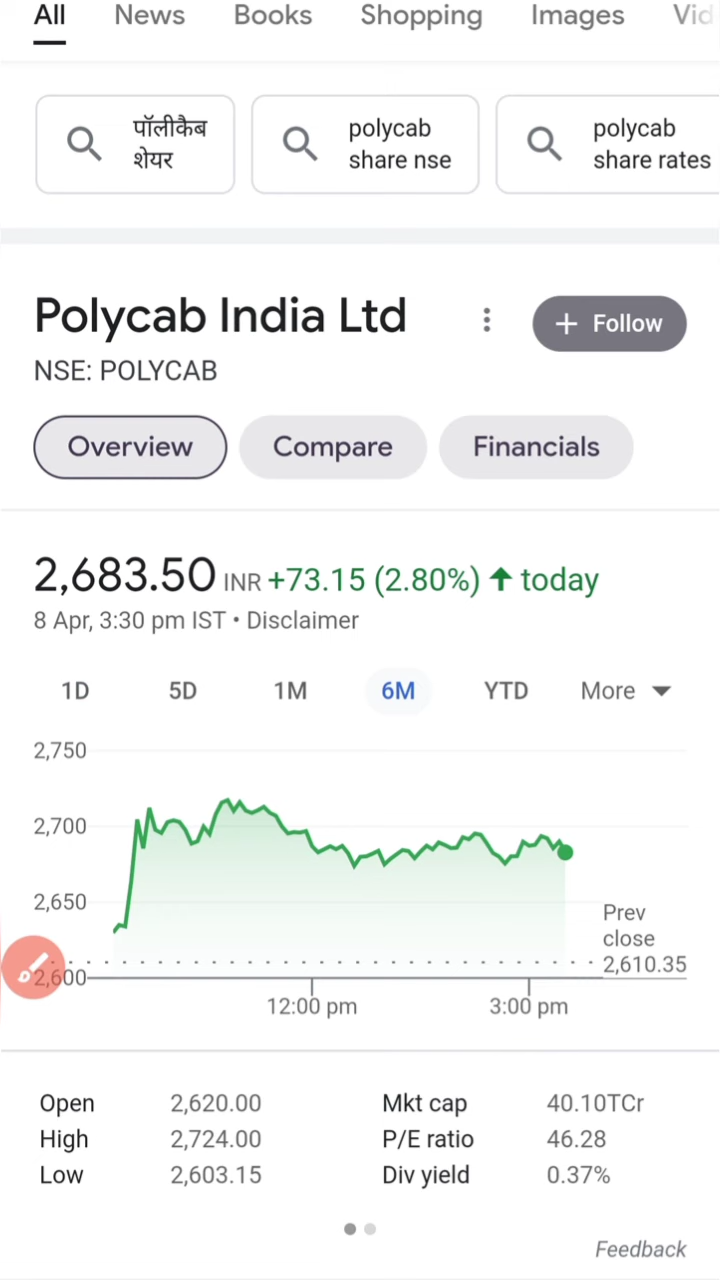 All News Books Shopping Images Vid
पॉलीकैब
शेयर
polycab
share nse
polycab
share rates
Polycab India Ltd
+ Follow
NSE: POLYCAB
Overview Compare Financials
2,683.50 INR +73.15 (2.80%) ↑ today
8 Apr, 3:30 pm IST • Disclaimer
1D 5D 1M 6M YTD More
2,750
2,700
2,650
Prev
close
2,610.35
2,600
12:00 pm 3:00 pm
Open 2,620.00 Mkt cap 40.10TCr
High 2,724.00 P/E ratio 46.28
Low 2,603.15 Div yield 0.37%
Feedback